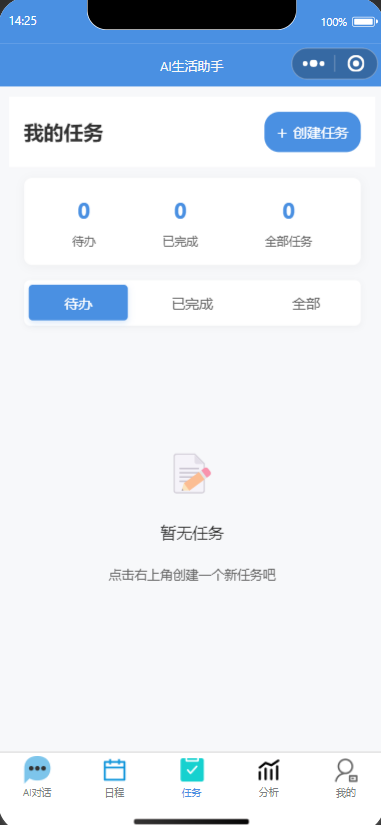 14:25
100%
AI生活助手
我的任务
+ 创建任务
0 0 0
待办 已完成 全部任务
待办 已完成 全部
暂无任务
点击右上角创建一个新任务吧
AI对话 日程 任务 分析 我的